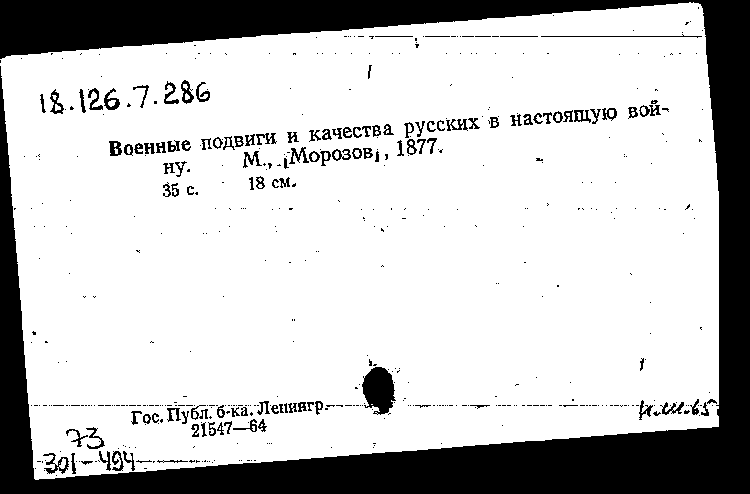 18.126.7.286
Военные подвиги и качества русских в настоящую вой-
ну. М., [Морозов], 1877.
35 с. 18 см.
Гос. Публ. б-ка. Ленингр.
21547—64
73
301-494